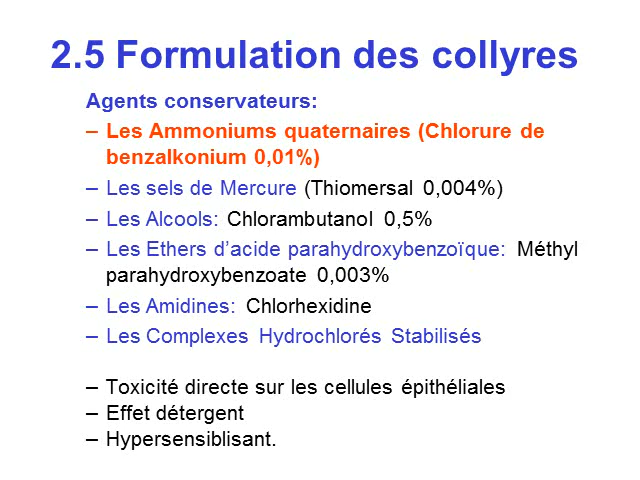 2.5 Formulation des collyres
Agents conservateurs:
– Les Ammoniums quaternaires (Chlorure de
benzalkonium 0,01%)
– Les sels de Mercure (Thiomersal 0,004%)
– Les Alcools: Chlorambutanol 0,5%
– Les Ethers d’acide parahydroxybenzoïque: Méthyl
parahydroxybenzoate 0,003%
– Les Amidines: Chlorhexidine
– Les Complexes Hydrochlorés Stabilisés
– Toxicité directe sur les cellules épithéliales
– Effet détergent
– Hypersensiblisant.